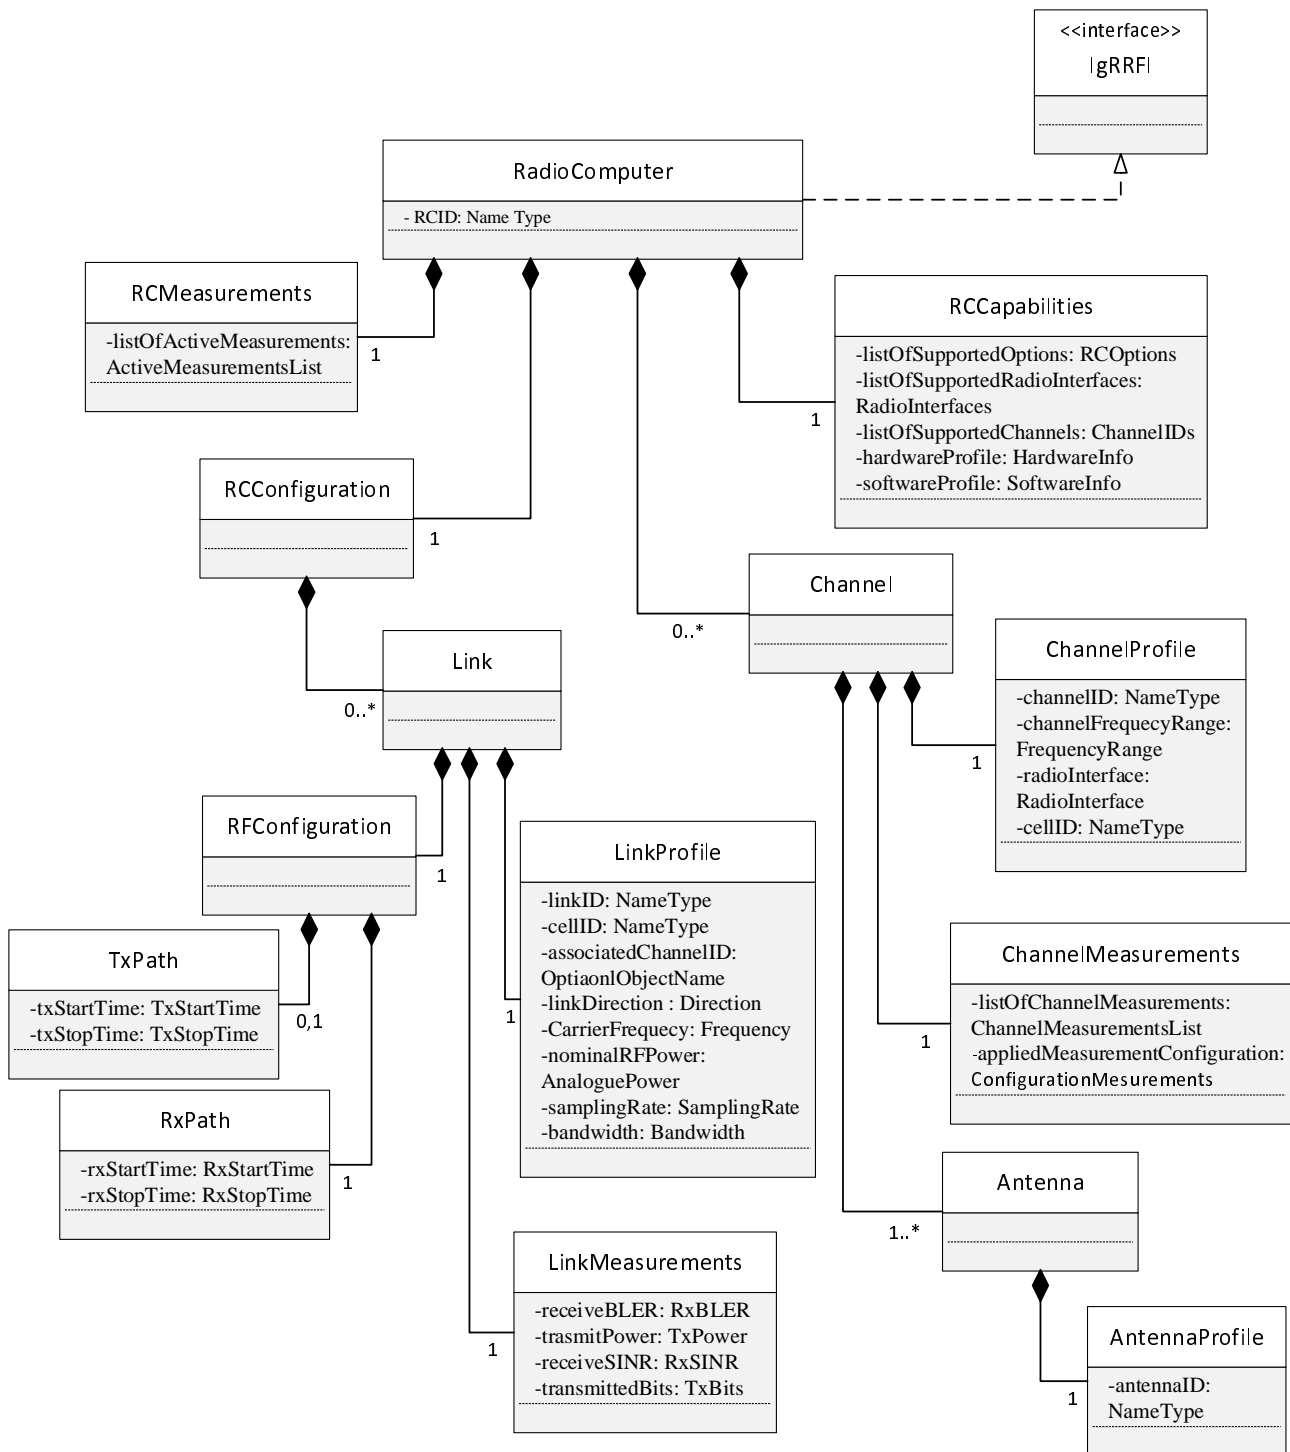 <<interface>>
IgRRFI
RadioComputer
- RCID: Name Type
RCMeasurements
-listOfActiveMeasurements:
ActiveMeasurementsList
1
RCCapabilities
-listOfSupportedOptions: RCOptions
-listOfSupportedRadioInterfaces:
RadioInterfaces
-listOfSupportedChannels: ChannelIDs
-hardwareProfile: HardwareInfo
-softwareProfile: SoftwareInfo
1
RCConfiguration
1
Channel
0..*
Link
0..*
ChannelProfile
-channelID: NameType
-channelFrequecyRange:
FrequencyRange
-radioInterface:
RadioInterface
-cellID: NameType
1
RFConfiguration
1
LinkProfile
-linkID: NameType
-cellID: NameType
-associatedChannelID:
OptiaonlObjectName
-linkDirection : Direction
-CarrierFrequecy: Frequency
-nominalRFPower:
AnaloguePower
-samplingRate: SamplingRate
-bandwidth: Bandwidth
1
TxPath
-txStartTime: TxStartTime
-txStopTime: TxStopTime
0,1
ChannelMeasurements
-listOfChannelMeasurements:
ChannelMeasurementsList
-appliedMeasurementConfiguration:
ConfigurationMesurements
1
RxPath
-rxStartTime: RxStartTime
-rxStopTime: RxStopTime
1
Antenna
1..*
LinkMeasurements
-receiveBLER: RxBLER
-trasmitPower: TxPower
-receiveSINR: RxSINR
-transmittedBits: TxBits
1
AntennaProfile
-antennaID:
NameType
1